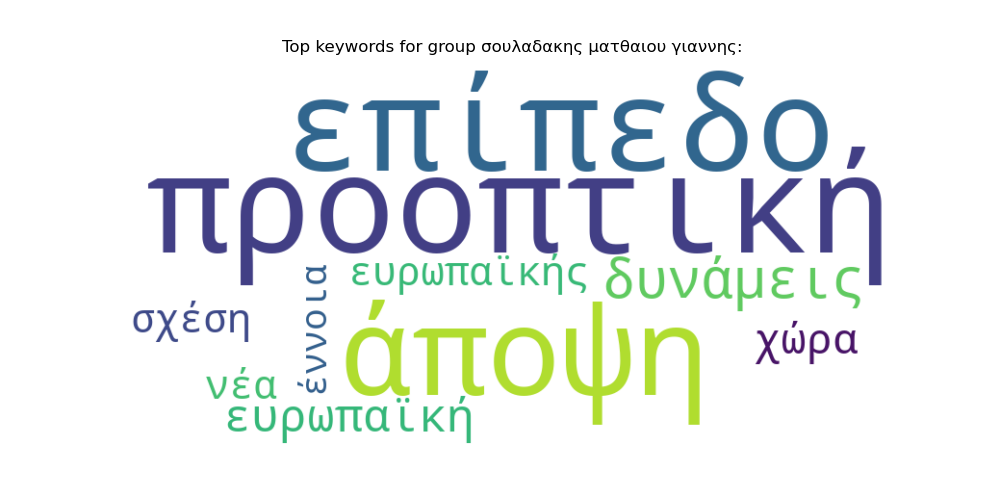 Top keywords for group σουλαδακης ματθαιου γιαννης:
επίπεδο
προοπτική
ευρωπαϊκής
δυνάμεις
έννοια
σχέση
άποψη
χώρα
νέα
ευρωπαϊκή